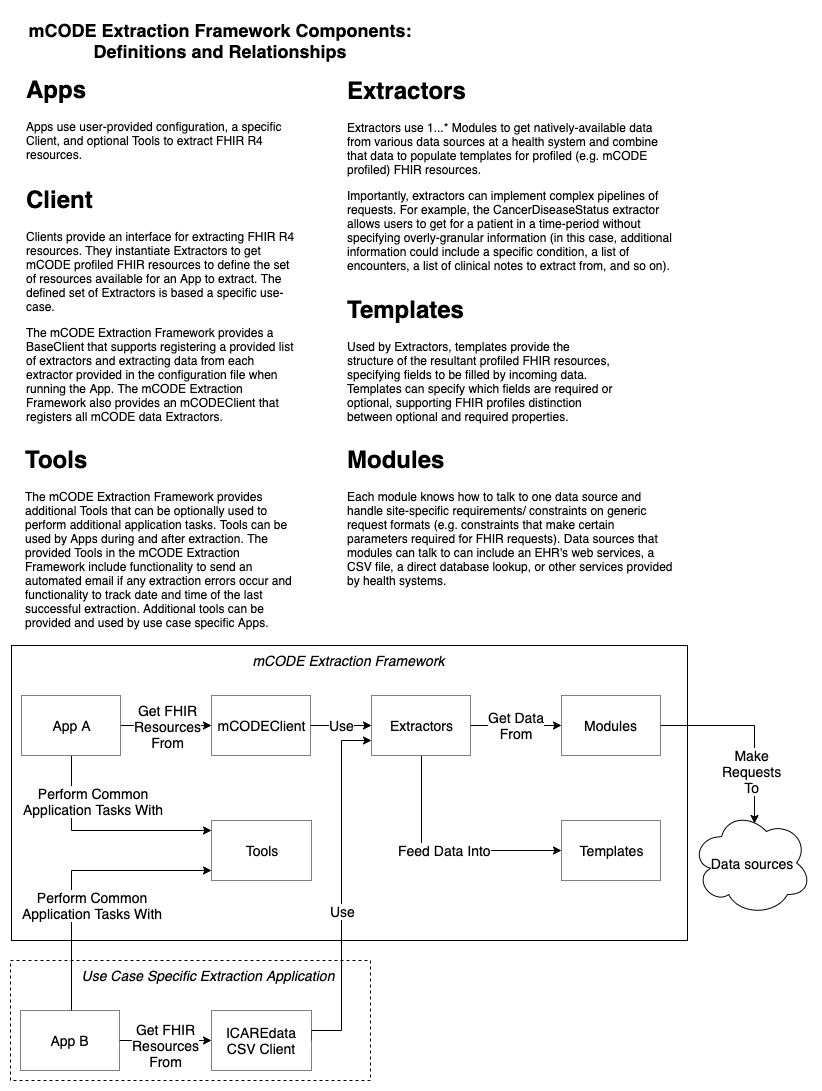 mCODE Extraction Framework Components:
Definitions and Relationships
Apps
Apps use user-provided configuration, a specific
Client, and optional Tools to extract FHIR R4
resources.
Client
Clients provide an interface for extracting FHIR R4
resources. They instantiate Extractors to get
mCODE profiled FHIR resources to define the set
of resources available for an App to extract. The
defined set of Extractors is based a specific use-
case.
The mCODE Extraction Framework provides a
BaseClient that supports registering a provided list
of extractors and extracting data from each
extractor provided in the configuration file when
running the App. The mCODE Extraction
Framework also provides an mCODEClient that
registers all mCODE data Extractors.
Tools
The mCODE Extraction Framework provides
additional Tools that can be optionally used to
perform additional application tasks. Tools can be
used by Apps during and after extraction. The
provided Tools in the mCODE Extraction
Framework include functionality to send an
automated email if any extraction errors occur and
functionality to track date and time of the last
successful extraction. Additional tools can be
provided and used by use case specific Apps.
Extractors
Extractors use 1...* Modules to get natively-available data
from various data sources at a health system and combine
that data to populate templates for profiled (e.g. mCODE
profiled) FHIR resources.
Importantly, extractors can implement complex pipelines of
requests. For example, the CancerDiseaseStatus extractor
allows users to get for a patient in a time-period without
specifying overly-granular information (in this case, additional
information could include a specific condition, a list of
encounters, a list of clinical notes to extract from, and so on).
Templates
Used by Extractors, templates provide the
structure of the resultant profiled FHIR resources,
specifying fields to be filled by incoming data.
Templates can specify which fields are required or
optional, supporting FHIR profiles distinction
between optional and required properties.
Modules
Each module knows how to talk to one data source and
handle site-specific requirements/ constraints on generic
request formats (e.g. constraints that make certain
parameters required for FHIR requests). Data sources that
modules can talk to can include an EHR's web services, a
CSV file, a direct database lookup, or other services provided
by health systems.
mCODE Extraction Framework
App A
Get FHIR
Resources
From
mCODEClient
Use
Extractors
Get Data
From
Modules
Make
Requests
To
Data sources
Perform Common
Application Tasks With
Tools
Feed Data Into
Templates
Perform Common
Application Tasks With
Use
Use Case Specific Extraction Application
App B
Get FHIR
Resources
From
ICAREdata
CSV Client